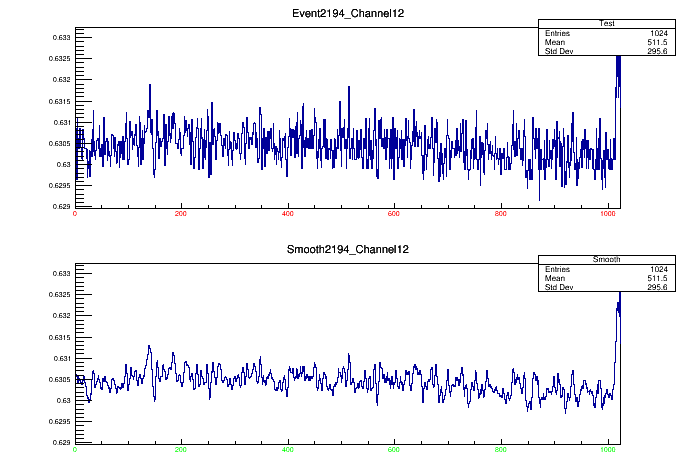 Event2194_Channel12
Test
Entries 1024
Mean 511.5
Std Dev 295.6
0.633
0.6325
0.632
0.6315
0.631
0.6305
0.63
0.6295
0.629
0 200 400 600 800 1000
Smooth2194_Channel12
Smooth
Entries 1024
Mean 511.5
Std Dev 295.6
0.633
0.6325
0.632
0.6315
0.631
0.6305
0.63
0.6295
0.629
0 200 400 600 800 1000